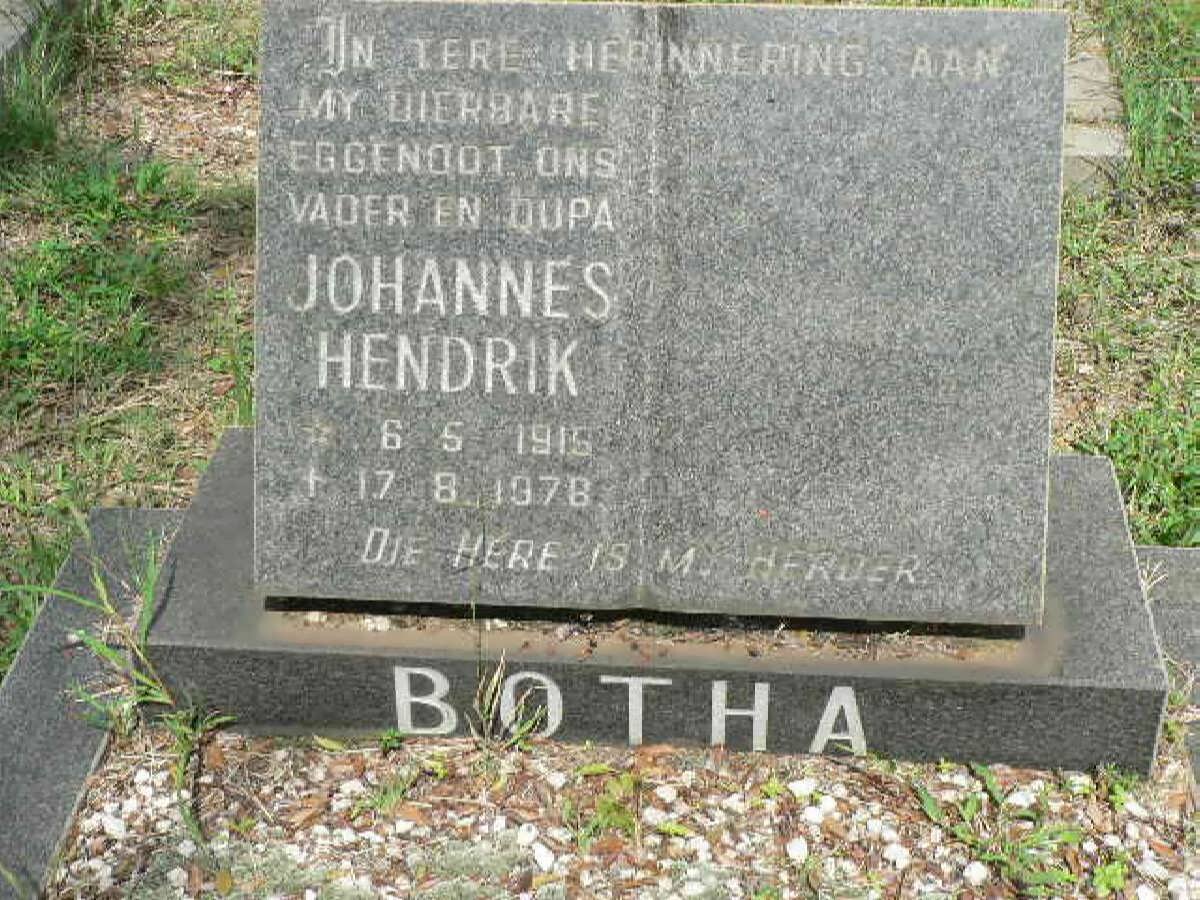 In TERE HERINNERING AAN
MY DIERBARE
EGGENOOT, ONS
VADER EN OUPA
JOHANNES
HENDRIK
☆ 6 5 1915
† 17 8 1978
DIE HERE IS MY HERDER.
BOTHA